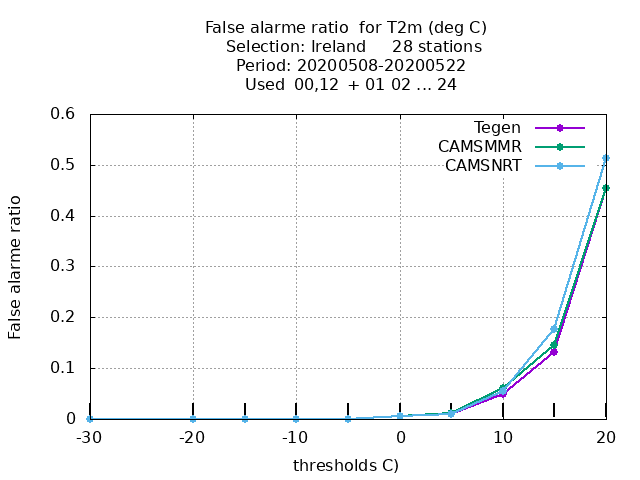 False alarme ratio for T2m (deg C)
Selection: Ireland 28 stations
Period: 20200508-20200522
Used 00,12 + 01 02 ... 24
False alarme ratio
0.6
0.5
0.4
0.3
0.2
0.1
0
Tegen
CAMSMMR
CAMSNRT
-30 -20 -10 0 10 20
thresholds C)